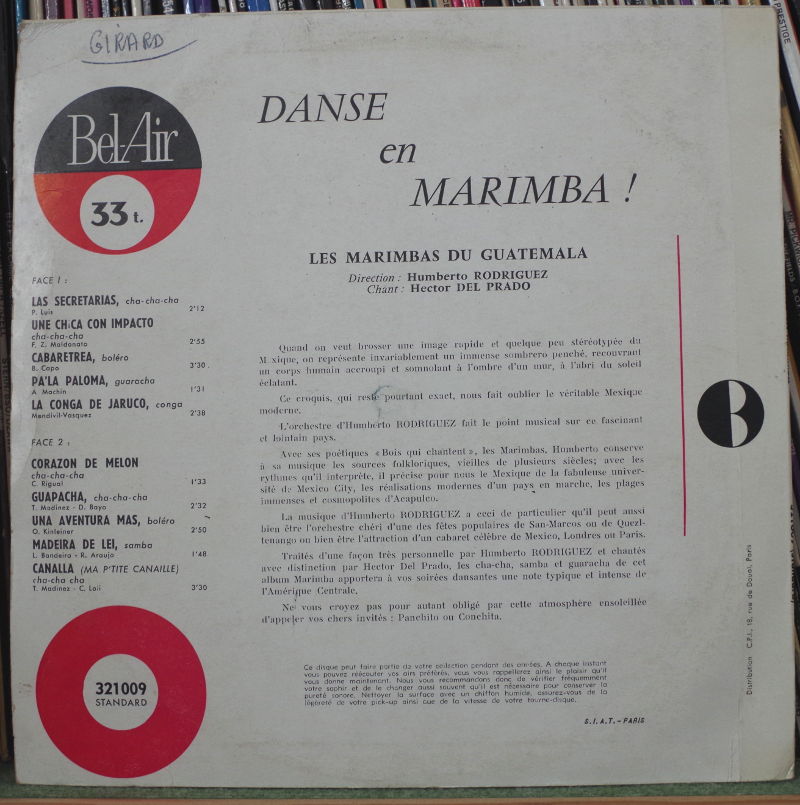 GIRARD
Bel-Air
33 t.
DANSE
en
MARIMBA !
LES MARIMBAS DU GUATEMALA
Direction : Humberto RODRIGUEZ
Chant : Hector DEL PRADO
FACE 1 :
LAS SECRETARIAS, cha-cha-cha
P. Luis 2'12
UNE CHICA CON IMPACTO
cha-cha-cha
F. Z. Maldonato 2'55
CABARETREA, boléro
B. Capo 3'30
PA'LA PALOMA, guaracha
A. Machin 1'31
LA CONGA DE JARUCO, conga
Mendivil-Vasquez 2'38
FACE 2 :
CORAZON DE MELON
cha-cha-cha
C. Rigual 1'33
GUAPACHA, cha-cha-cha
T. Madinez - D. Bayo 2'32
UNA AVENTURA MAS, boléro
O. Kinleiner 2'50
MADEIRA DE LEI, samba
L. Bandeira - R. Araujo 1'48
CANALLA (MA P'TITE CANAILLE)
cha-cha cha
T. Madinez - C. Loii 3'30
321009
STANDARD
Quand on veut brosser une image rapide et quelque peu stéréotypée du
Mexique, on représente invariablement un immense sombrero penché, recouvrant
un corps humain accroupi et somnolant à l'ombre d'un mur, à l'abri du soleil
éclatant.
Ce croquis, qui reste pourtant exact, nous fait oublier le véritable Mexique
moderne.
L'orchestre d'Humberto RODRIGUEZ fait le point musical sur ce fascinant
et lointain pays.
Avec ses poétiques « Bois qui chantent », les Marimbas, Humberto conserve
à sa musique les sources folkloriques, vieilles de plusieurs siècles; avec les
rythmes qu'il interprète, il précise pour nous le Mexique de la fabuleuse univer-
sité de Mexico City, les réalisations modernes d'un pays en marche, les plages
immenses et cosmopolites d'Acapulco.
La musique d'Humberto RODRIGUEZ a ceci de particulier qu'il peut aussi
bien être l'orchestre chéri d'une des fêtes populaires de San-Marcos ou de Quezl-
tenango ou bien être l'attraction d'un cabaret célèbre de Mexico, Londres ou Paris.
Traités d'une façon très personnelle par Humberto RODRIGUEZ et chantés
avec distinction par Hector Del Prado, les cha-cha, samba et guaracha de cet
album Marimba apportera à vos soirées dansantes une note typique et intense de
l'Amérique Centrale.
Ne vous croyez pas pour autant obligé par cette atmosphère ensoleillée
d'appeler vos chers invités : Panchito ou Conchita.
Ce disque peut faire partie de votre collection pendant des années. A chaque instant
vous pouvez réécouter vos airs préférés, vous vous rappellerez ainsi le plaisir qu'il
vous donne maintenant. Nous vous recommandons donc de vérifier fréquemment
votre saphir et de le changer aussi souvent qu'il est nécessaire pour conserver la
pureté sonore. Nettoyer la surface avec un chiffon humide, assurez-vous de la
légèreté de votre pick-up ainsi que de la vitesse de votre tourne-disque.
S.I.A.T. - PARIS
B
Distribution C.P.I., 18, rue de Douai, Paris
PRESTIGE